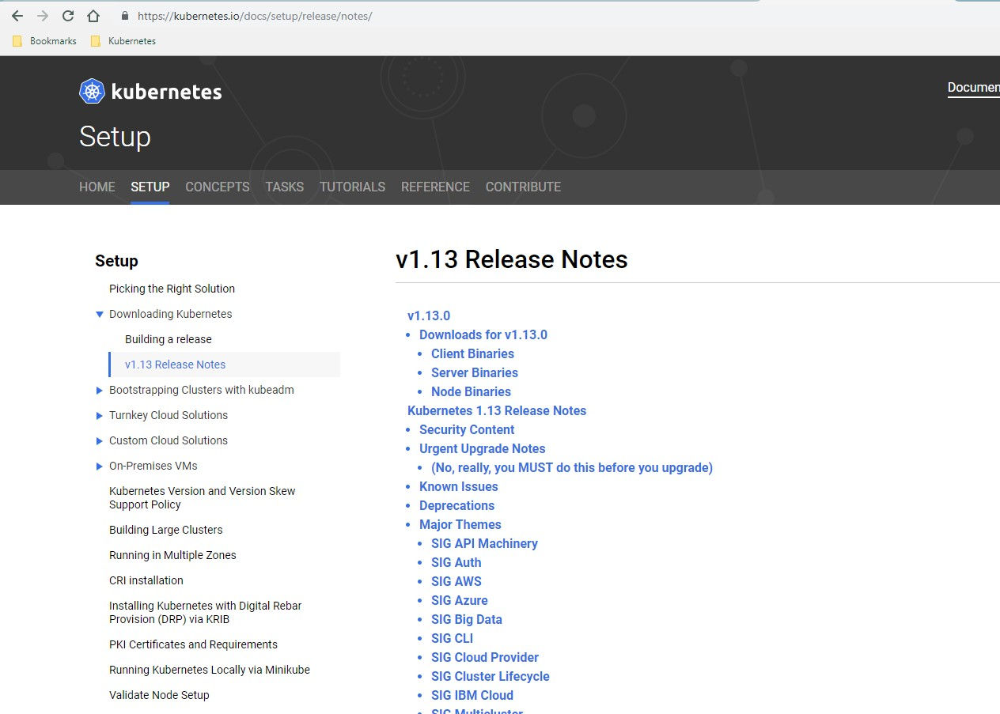 https://kubernetes.io/docs/setup/release/notes/
Bookmarks Kubernetes
kubernetes
Documen
Setup
HOME SETUP CONCEPTS TASKS TUTORIALS REFERENCE CONTRIBUTE
Setup
Picking the Right Solution
Downloading Kubernetes
Building a release
v1.13 Release Notes
Bootstrapping Clusters with kubeadm
Turnkey Cloud Solutions
Custom Cloud Solutions
On-Premises VMs
Kubernetes Version and Version Skew
Support Policy
Building Large Clusters
Running in Multiple Zones
CRI installation
Installing Kubernetes with Digital Rebar
Provision (DRP) via KRIB
PKI Certificates and Requirements
Running Kubernetes Locally via Minikube
Validate Node Setup
v1.13 Release Notes
v1.13.0
Downloads for v1.13.0
Client Binaries
Server Binaries
Node Binaries
Kubernetes 1.13 Release Notes
Security Content
Urgent Upgrade Notes
(No, really, you MUST do this before you upgrade)
Known Issues
Deprecations
Major Themes
SIG API Machinery
SIG Auth
SIG AWS
SIG Azure
SIG Big Data
SIG CLI
SIG Cloud Provider
SIG Cluster Lifecycle
SIG IBM Cloud
SIG Multicluster